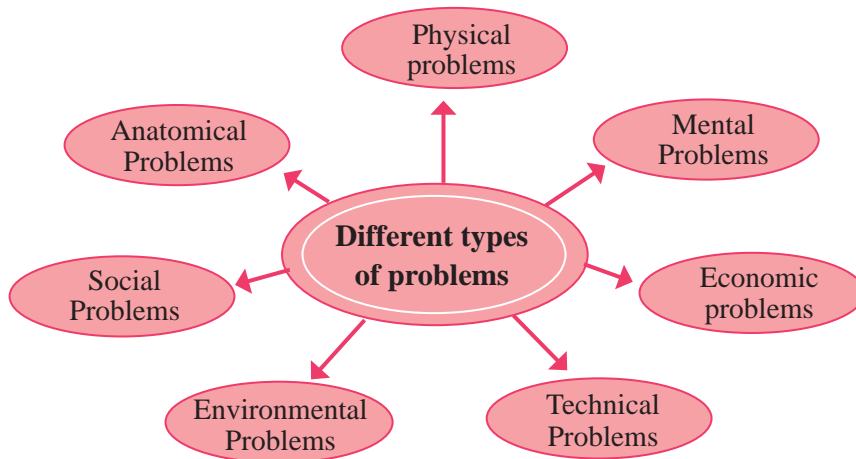 Physical
problems
Anatomical
Problems
Mental
Problems
Different types
of problems
Social
Problems
Economic
problems
Environmental
Problems
Technical
Problems